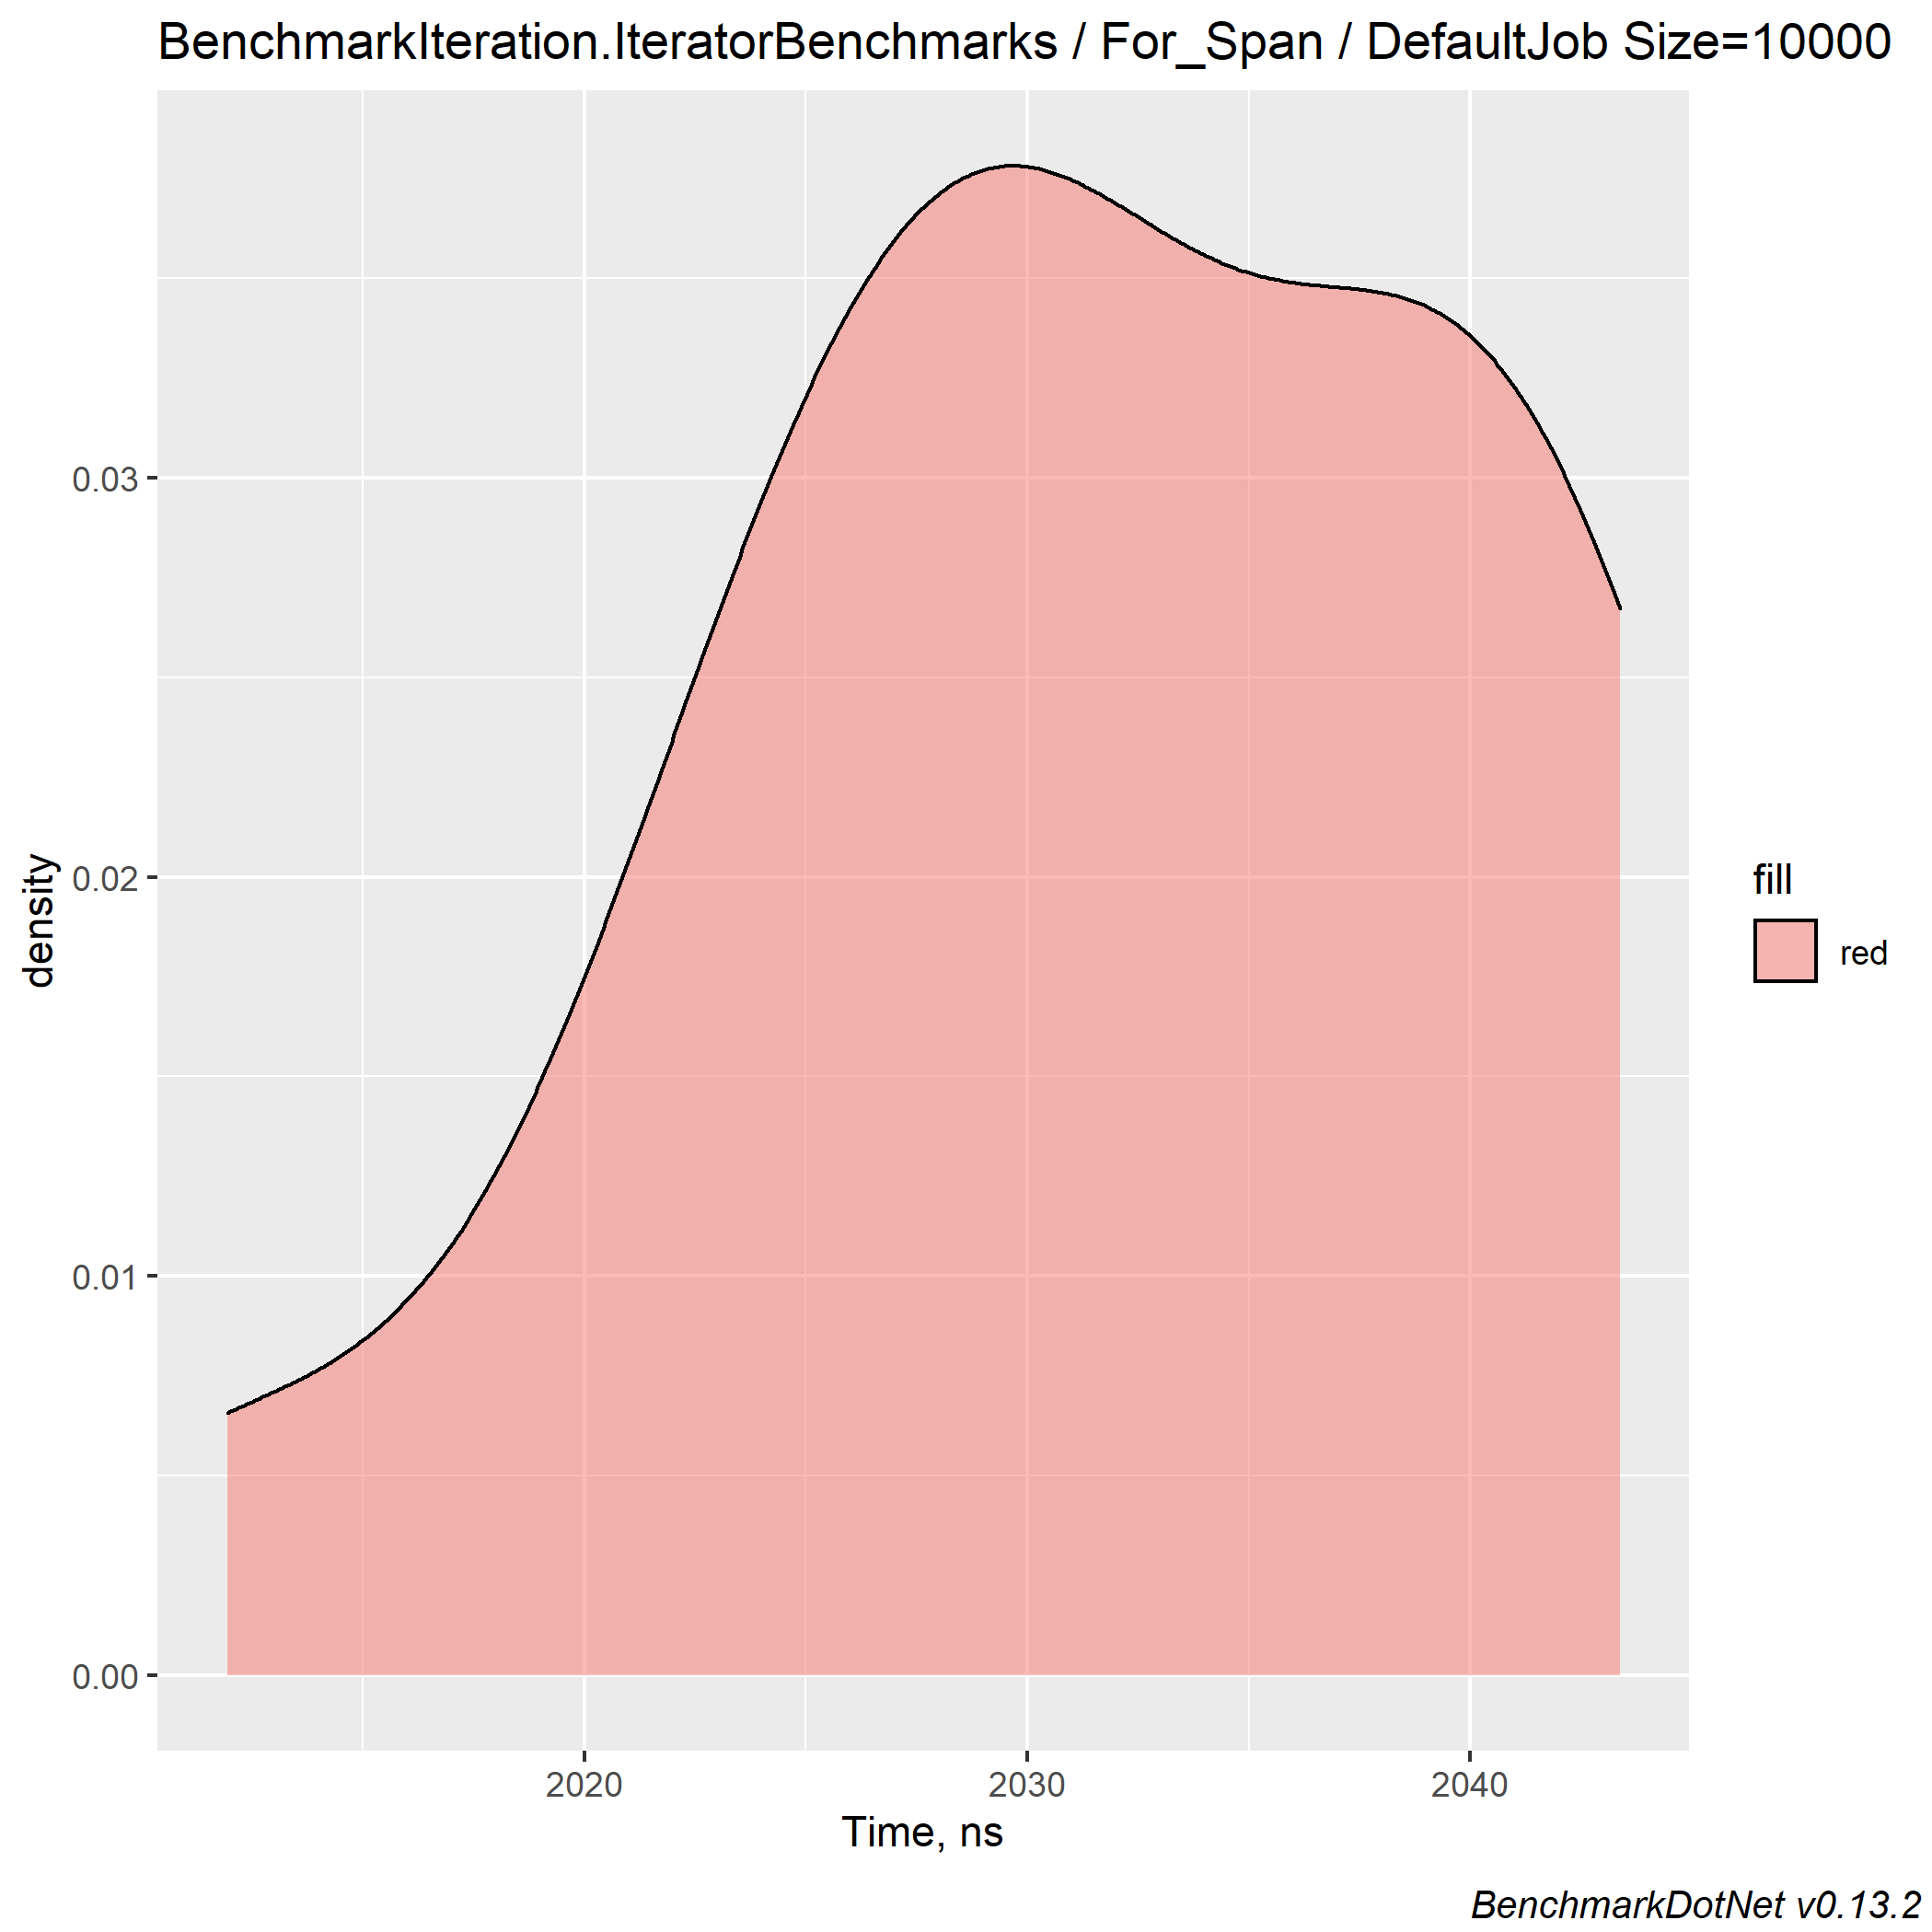 BenchmarkIteration.IteratorBenchmarks / For_Span / DefaultJob Size=10000
0.03
0.02
0.01
0.00
density
2020 2030 2040
Time, ns
fill
red
BenchmarkDotNet v0.13.2